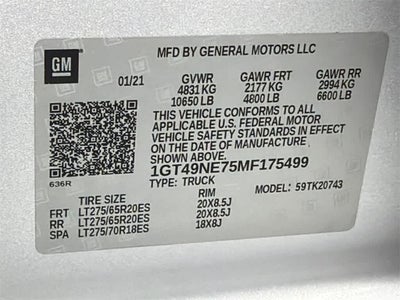 GM
MFD BY GENERAL MOTORS LLC
01/21 GVWR GAWR FRT GAWR RR
4831 KG 2177 KG 2994 KG
10650 LB 4800 LB 6600 LB
THIS VEHICLE CONFORMS TO ALL
APPLICABLE U.S. FEDERAL MOTOR
VEHICLE SAFETY STANDARDS IN EFFECT
ON THE DATE OF MANUFACTURE
1GT49NE75MF175499
636R TYPE: TRUCK MODEL: 59TK20743
TIRE SIZE RIM
FRT LT275/65R20ES 20X8.5J
RR LT275/65R20ES 20X8.5J
SPA LT275/70R18ES 18X8J